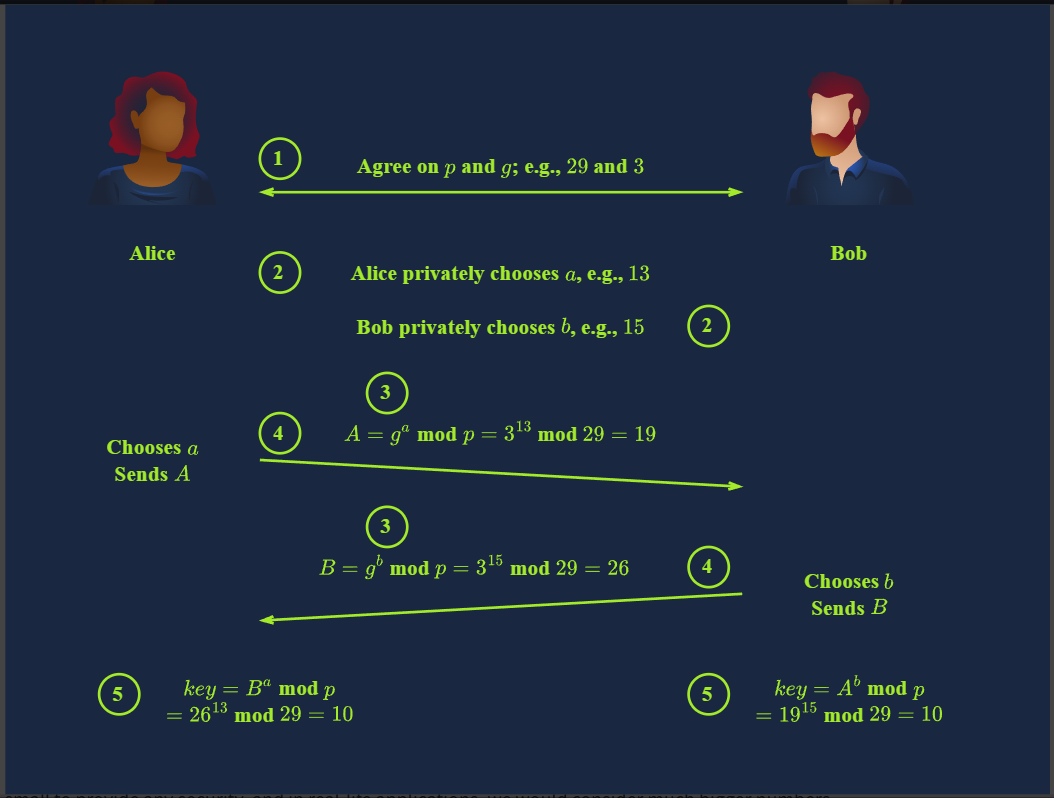 1
Agree on p and g; e.g., 29 and 3
Alice
Bob
2
Alice privately chooses a, e.g., 13
Bob privately chooses b, e.g., 15
2
3
4
A = g^a mod p = 3^13 mod 29 = 19
Chooses a
Sends A
3
B = g^b mod p = 3^15 mod 29 = 26
4
Chooses b
Sends B
5
key = B^a mod p
= 26^13 mod 29 = 10
5
key = A^b mod p
= 19^15 mod 29 = 10